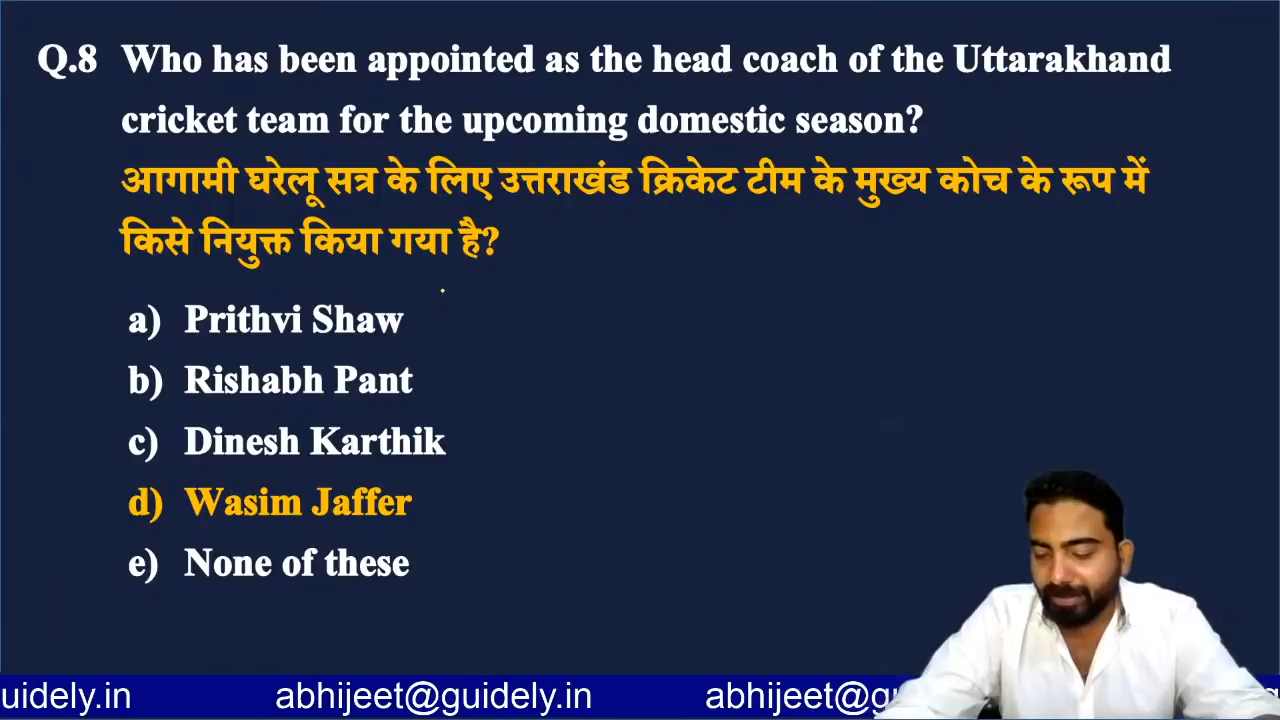 Q.8 Who has been appointed as the head coach of the Uttarakhand
cricket team for the upcoming domestic season?
आगामी घरेलू सत्र के लिए उत्तराखंड क्रिकेट टीम के मुख्य कोच के रूप में
किसे नियुक्त किया गया है?
a) Prithvi Shaw
b) Rishabh Pant
c) Dinesh Karthik
d) Wasim Jaffer
e) None of these
uidely.in abhijeet@guidely.in abhijeet@g